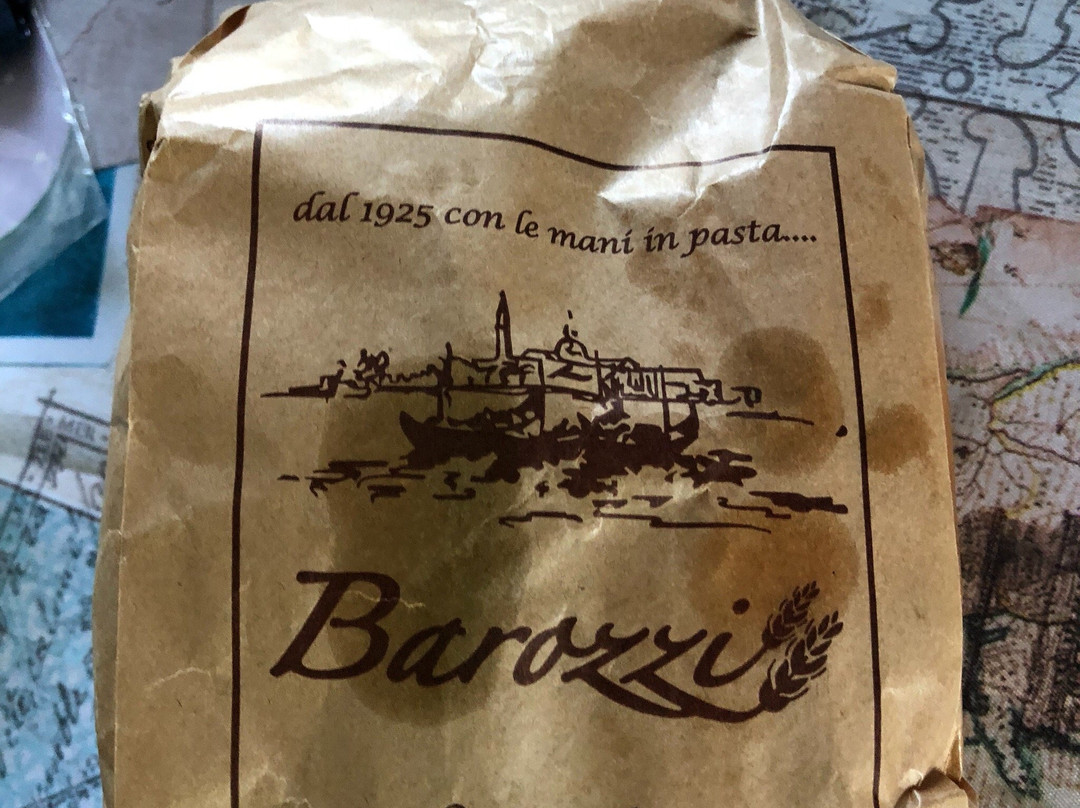 dal 1925 con le mani in pasta....
Barozzi